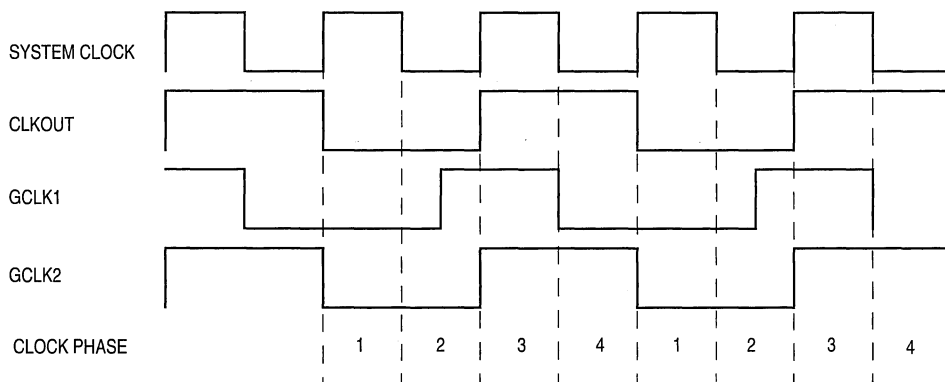 SYSTEM CLOCK
CLKOUT
GCLK1
GCLK2
CLOCK PHASE 1 2 3 4 1 2 3 4